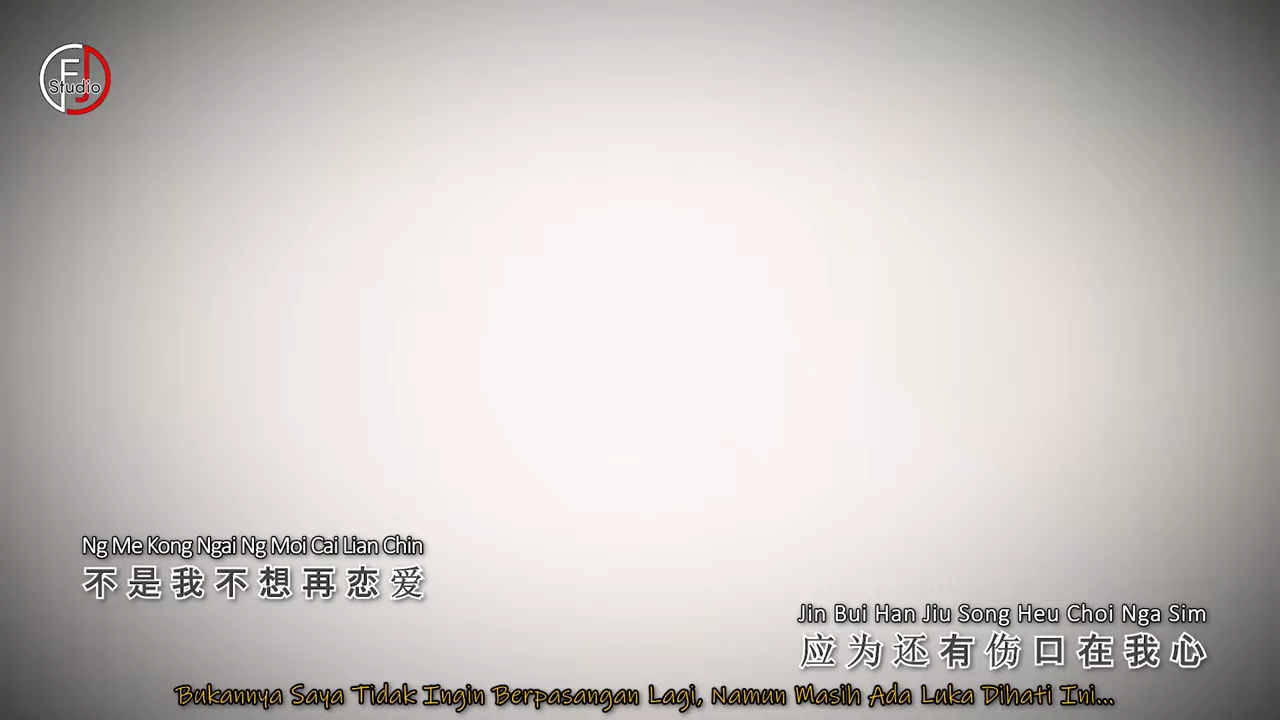 FJ
Studio
Ng Me Kong Ngai Ng Moi Cai Lian Chin
不是我不想再恋爱
Jin Bui Han Jiu Song Heu Choi Nga Sim
应为还有伤口在我心
Bukannya Saya Tidak Ingin Berpasangan Lagi, Namun Masih Ada Luka Dihati Ini...